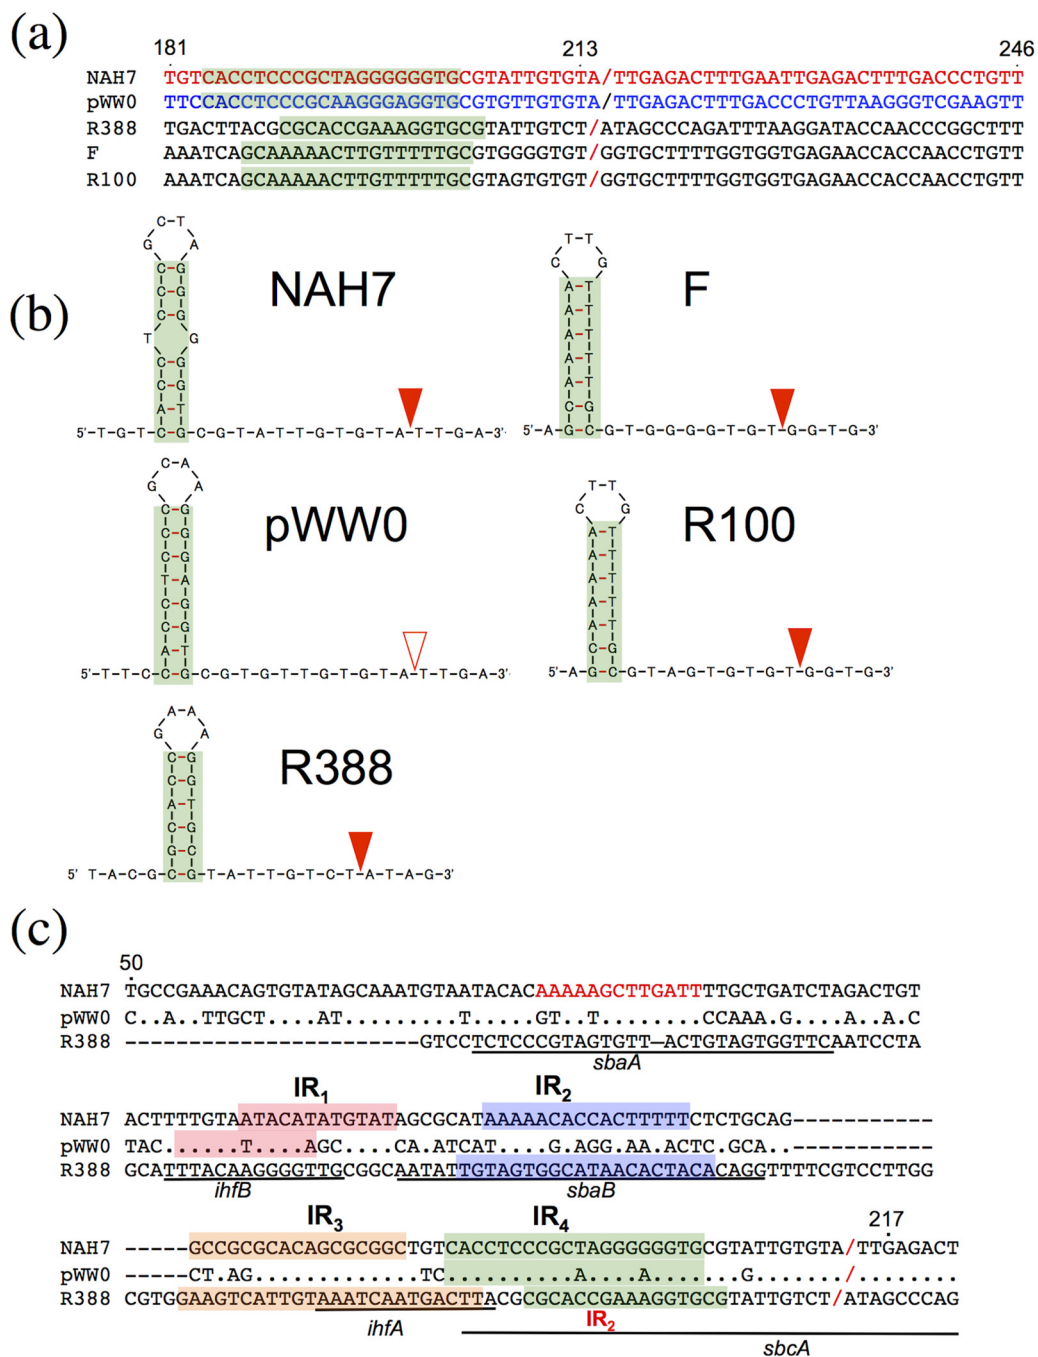 (a)
181 213 246
NAH7 TGTCACCTCCCGCTAGGGGGGTGCGTATTGTGTA/TTGAGACTTTGAATTGAGACTTTGACCCTGTT
pWW0 TTCCACCTCCCGCAAGGGAGGTGCGTGTTGTGTA/TTGAGACTTTGACCCTGTTAAGGGTCGAAGTT
R388 TGACTTACGCGCACCGAAAGGTGCGTATTGTCT/ATAGCCCAGATTTAAGGATACCAACCCGGCTTT
F AAATCAGCAAAAACTTGTTTTTGCGTGGGGTGT/GGTGCTTTTGGTGGTGAGAACCACCAACCTGTT
R100 AAATCAGCAAAAACTTGTTTTTGCGTAGTGTGT/GGTGCTTTTGGTGGTGAGAACCACCAACCTGTT
(b)
NAH7
C-T
G A
C-G
C-G
C-G
T G
C-G
C-G
A-T
5'-T-G-T-C-G-C-G-T-A-T-T-G-T-G-T-A-T-T-G-A-3'
F
T-T
C G
A-T
A-T
A-T
A-T
A-T
C-G
5'-A-G-C-G-T-G-G-G-G-T-G-T-G-G-T-G-3'
pWW0
C-A
G A
C-G
C-G
C-G
T-A
C-G
C-G
A-T
5'-T-T-C-C-G-C-G-T-G-T-T-G-T-G-T-A-T-T-G-A-3'
R100
T-T
C G
A-T
A-T
A-T
A-T
A-T
C-G
5'-A-G-C-G-T-A-G-T-G-T-G-T-G-G-T-G-3'
R388
A-A
G A
C-G
C-G
A-T
C-G
G-C
5' T-A-C-G-C-G-T-A-T-T-G-T-C-T-A-T-A-G-3'
(c)
50
NAH7 TGCCGAAACAGTGTATAGCAAATGTAATACACAAAAAGCTTGATTTTGCTGATCTAGACTGT
pWW0 C..A..TTGCT....AT.........T.....GT..T........CCAAA.G....A..A.C
R388 -----------------------GTCCTCTCCCGTAGTGTT–ACTGTAGTGGTTCAATCCTA
sbaA
IR1 IR2
NAH7 ACTTTTGTAATACATATGTATAGCGCATAAAAACACCACTTTTTCTCTGCAG-----------
pWW0 TAC......T....AGC....CA.ATCAT....G.AGG.AA.ACTC.GCA..-----------
R388 GCATTTACAAGGGGTTGCGGCAATATTGTAGTGGCATAACACTACACAGGTTTTCGTCCTTGG
ihfB sbaB
IR3 IR4 217
NAH7 -----GCCGCGCACAGCGCGGCTGTCACCTCCCGCTAGGGGGGTGCGTATTGTGTA/TTGAGACT
pWW0 -----CT.AG.............TC..........A....A.......G......./........
R388 CGTGGAAGTCATTGTAAATCAATGACTTACGCGCACCGAAAGGTGCGTATTGTCT/ATAGCCCAG
ihfA IR2 sbcA